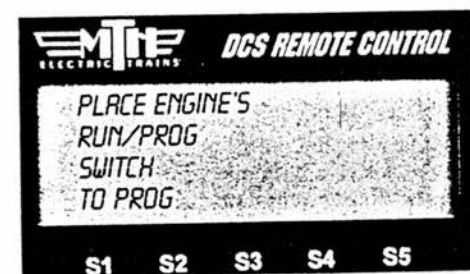 MTH DCS REMOTE CONTROL
ELECTRIC TRAINS
PLACE ENGINE'S
RUN/PROG
SWITCH
TO PROG
S1 S2 S3 S4 S5